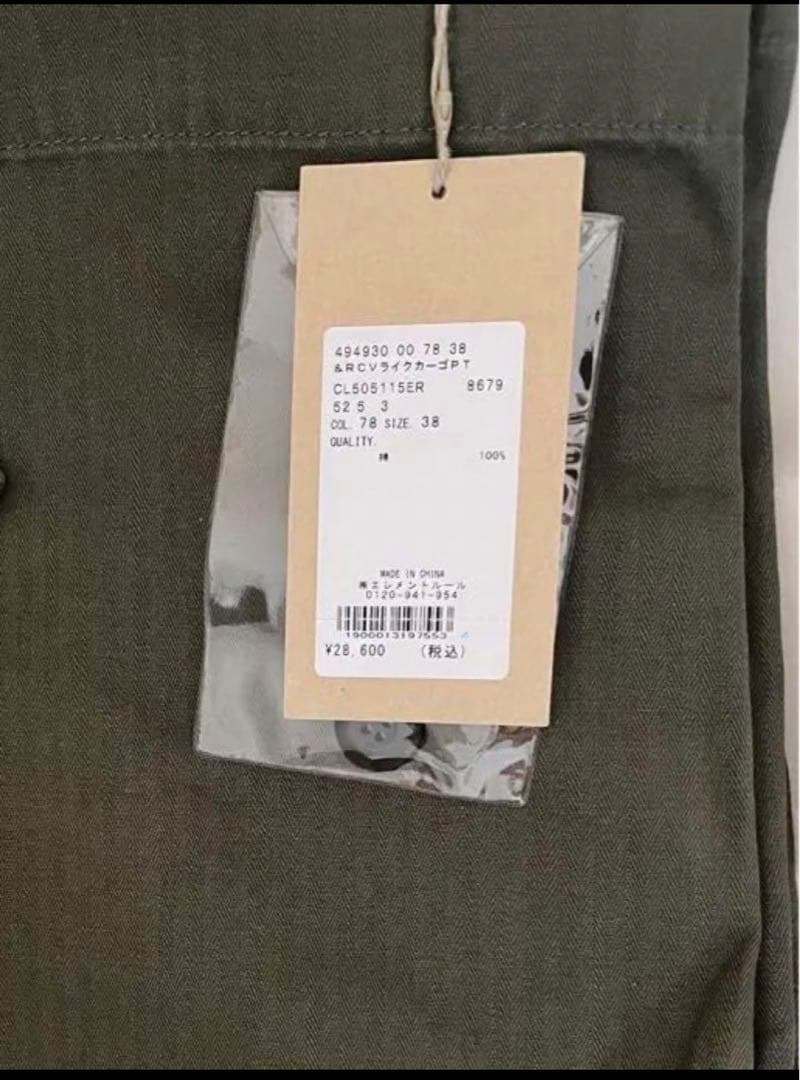 494930 00 78 38
&RCVライクカーゴPT
CL505115ER 8679
52 5 3
COL. 78 SIZE. 38
QUALITY.
綿 100%
MADE IN CHINA
㈱エレメントルール
0120-941-954
1900013197553
¥28,600 (税込)